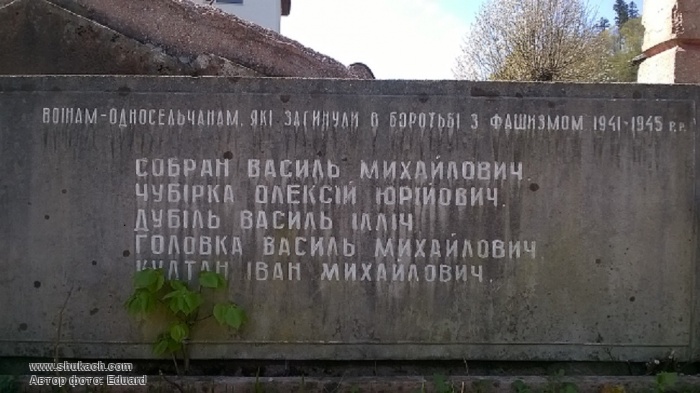 ВОІНАМ-ОДНОСЕЛЬЧАНАМ, ЯКІ ЗАГИНУЛИ В БОРОТЬБІ З ФАШИЗМОМ 1941-1945 р.р.
СОБРАН ВАСИЛЬ МИХАЙЛОВИЧ.
ЧУБІРКА ОЛЕКСІЙ ЮРІЙОВИЧ.
ДУБІЛЬ ВАСИЛЬ ІЛЛІЧ.
ГОЛОВКА ВАСИЛЬ МИХАЙЛОВИЧ.
ІВАН МИХАЙЛОВИЧ.
www.shukach.com
Автор фото: Eduard